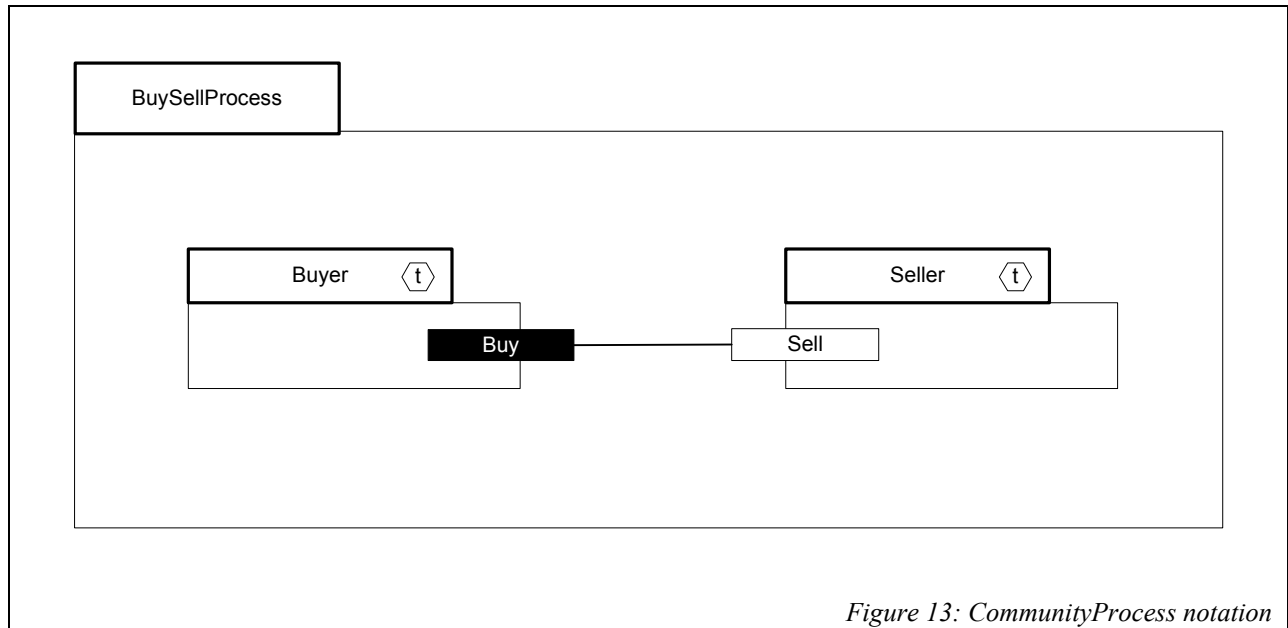 BuySellProcess
Buyer t
Seller t
Buy
Sell
Figure 13: CommunityProcess notation